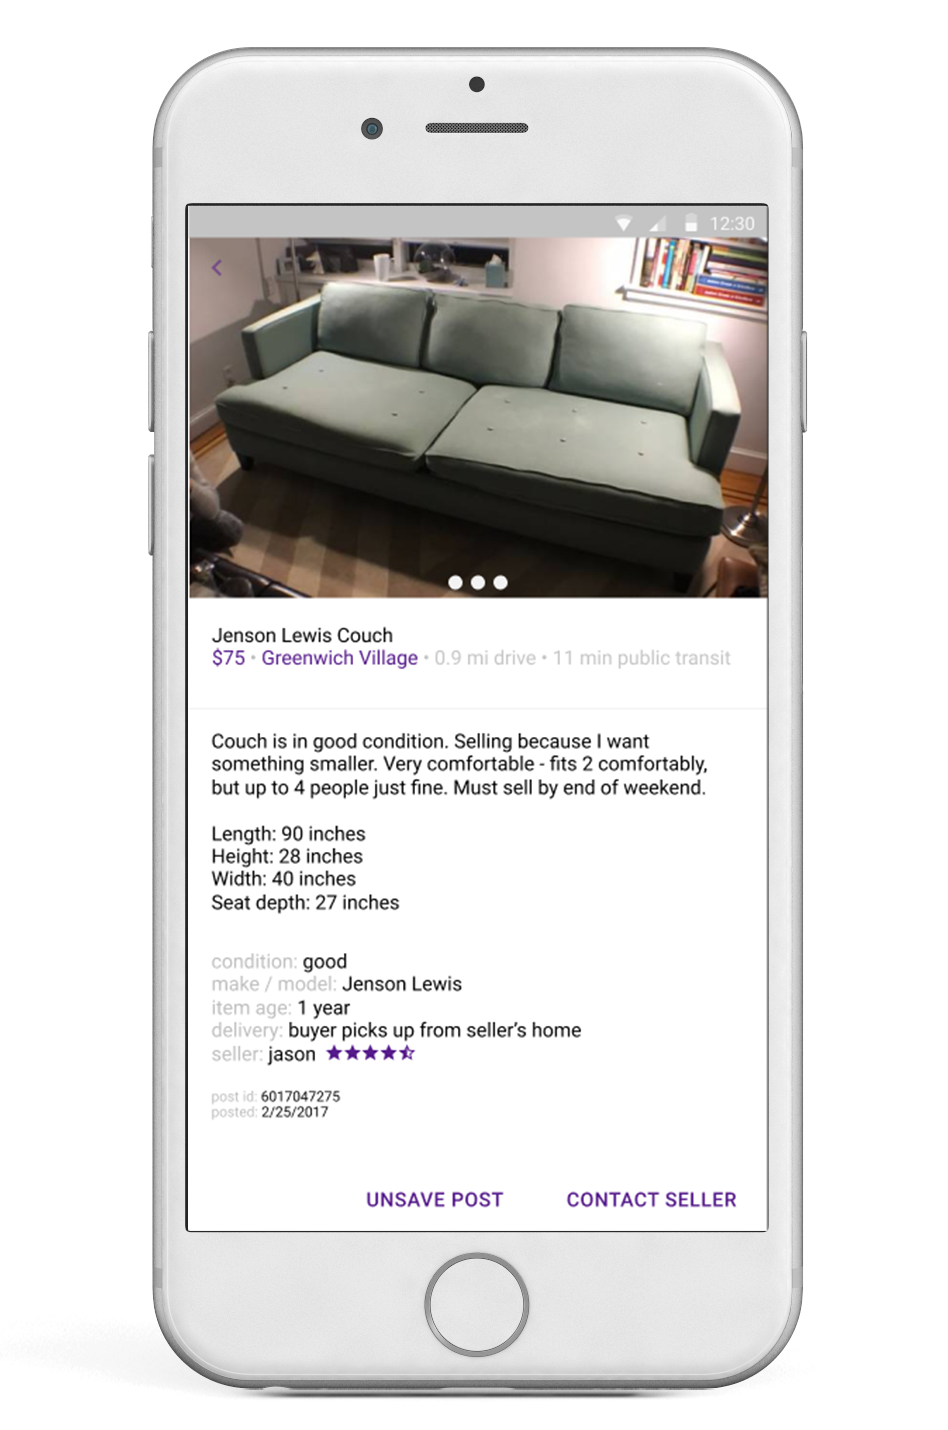 12:30
Jenson Lewis Couch
$75 • Greenwich Village • 0.9 mi drive • 11 min public transit
Couch is in good condition. Selling because I want
something smaller. Very comfortable - fits 2 comfortably,
but up to 4 people just fine. Must sell by end of weekend.
Length: 90 inches
Height: 28 inches
Width: 40 inches
Seat depth: 27 inches
condition: good
make / model: Jenson Lewis
item age: 1 year
delivery: buyer picks up from seller’s home
seller: jason
post id: 6017047275
posted: 2/25/2017
UNSAVE POST CONTACT SELLER